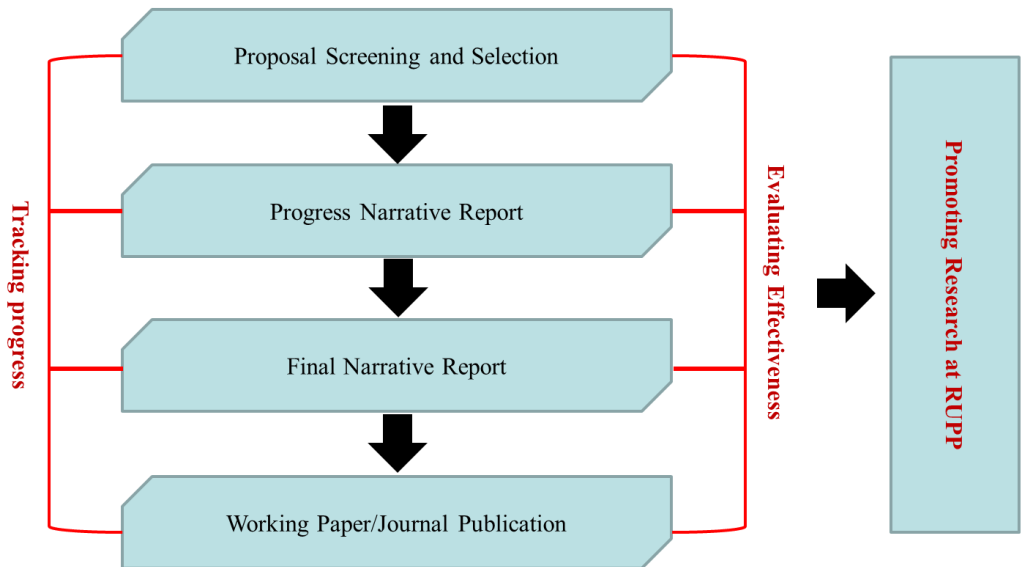 Proposal Screening and Selection
Progress Narrative Report
Final Narrative Report
Working Paper/Journal Publication
Tracking progress
Evaluating Effectiveness
Promoting Research at RUPP